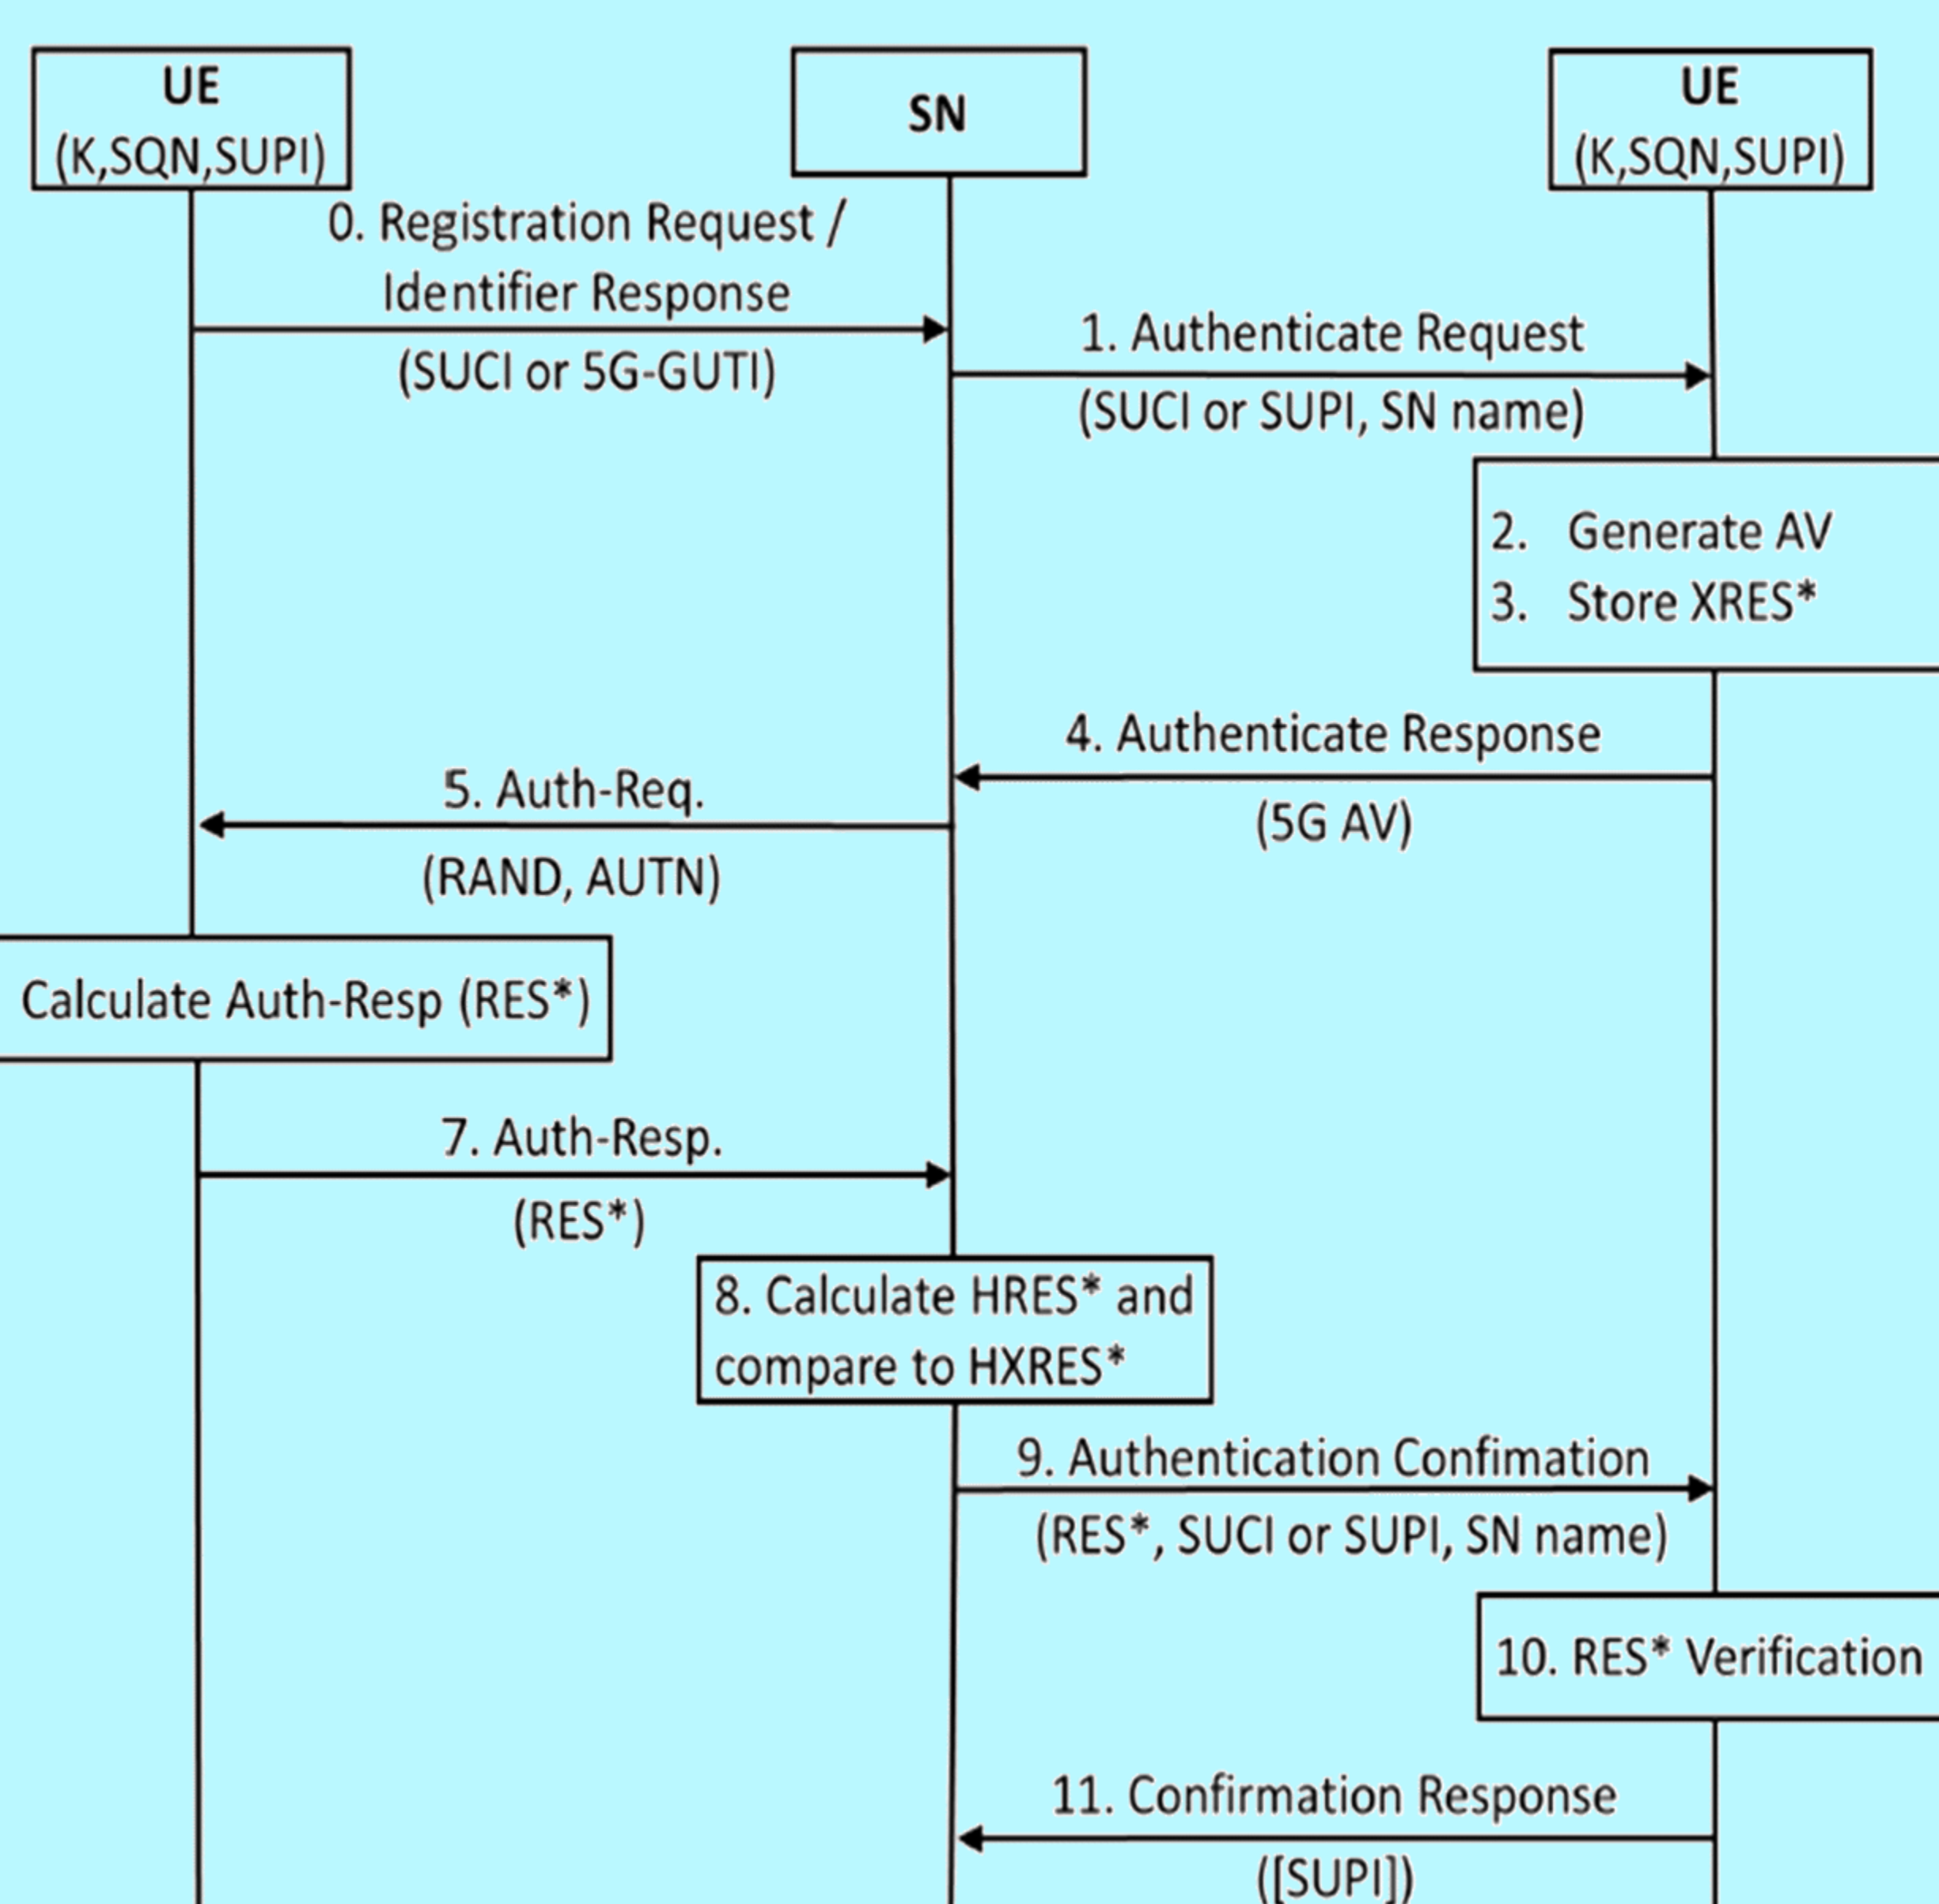 UE
(K,SQN,SUPI)
SN
UE
(K,SQN,SUPI)
0. Registration Request /
Identifier Response
(SUCI or 5G-GUTI)
1. Authenticate Request
(SUCI or SUPI, SN name)
2. Generate AV
3. Store XRES*
4. Authenticate Response
(5G AV)
5. Auth-Req.
(RAND, AUTN)
Calculate Auth-Resp (RES*)
7. Auth-Resp.
(RES*)
8. Calculate HRES* and
compare to HXRES*
9. Authentication Confimation
(RES*, SUCI or SUPI, SN name)
10. RES* Verification
11. Confirmation Response
([SUPI])